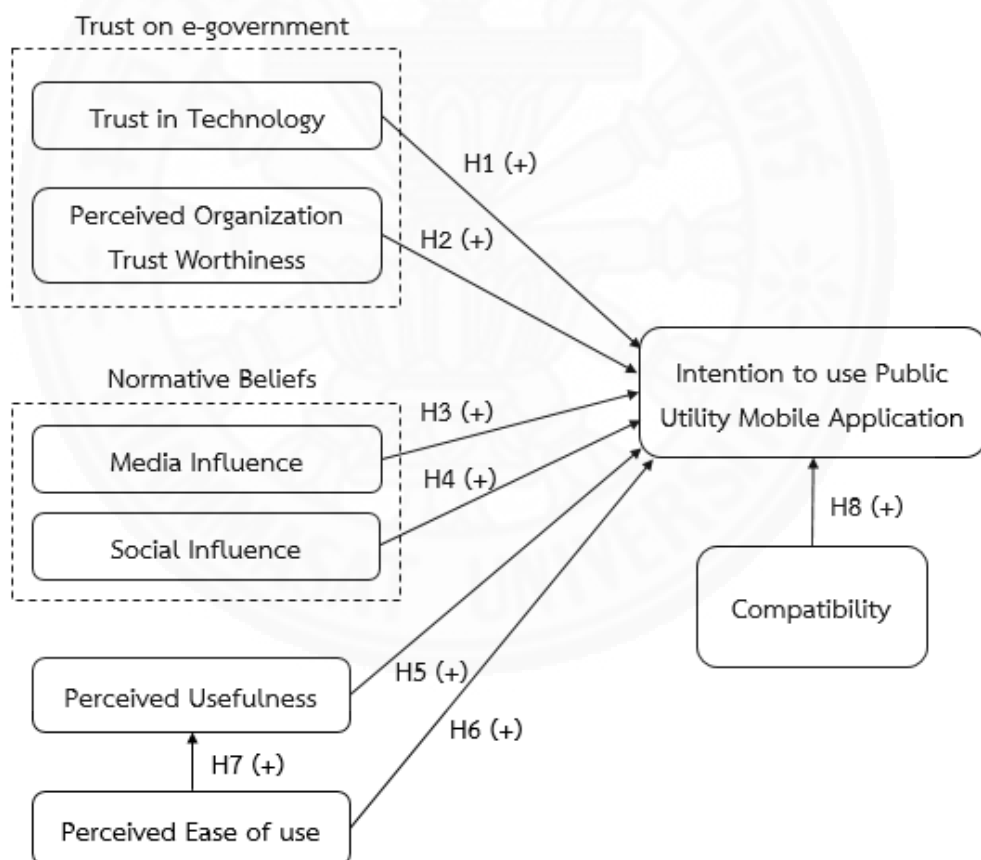 Trust on e-government
Trust in Technology
H1 (+)
Perceived Organization
Trust Worthiness
H2 (+)
Intention to use Public
Utility Mobile Application
Normative Beliefs
Media Influence
H3 (+)
Social Influence
H4 (+)
H8 (+)
Compatibility
Perceived Usefulness
H5 (+)
H6 (+)
H7 (+)
Perceived Ease of use